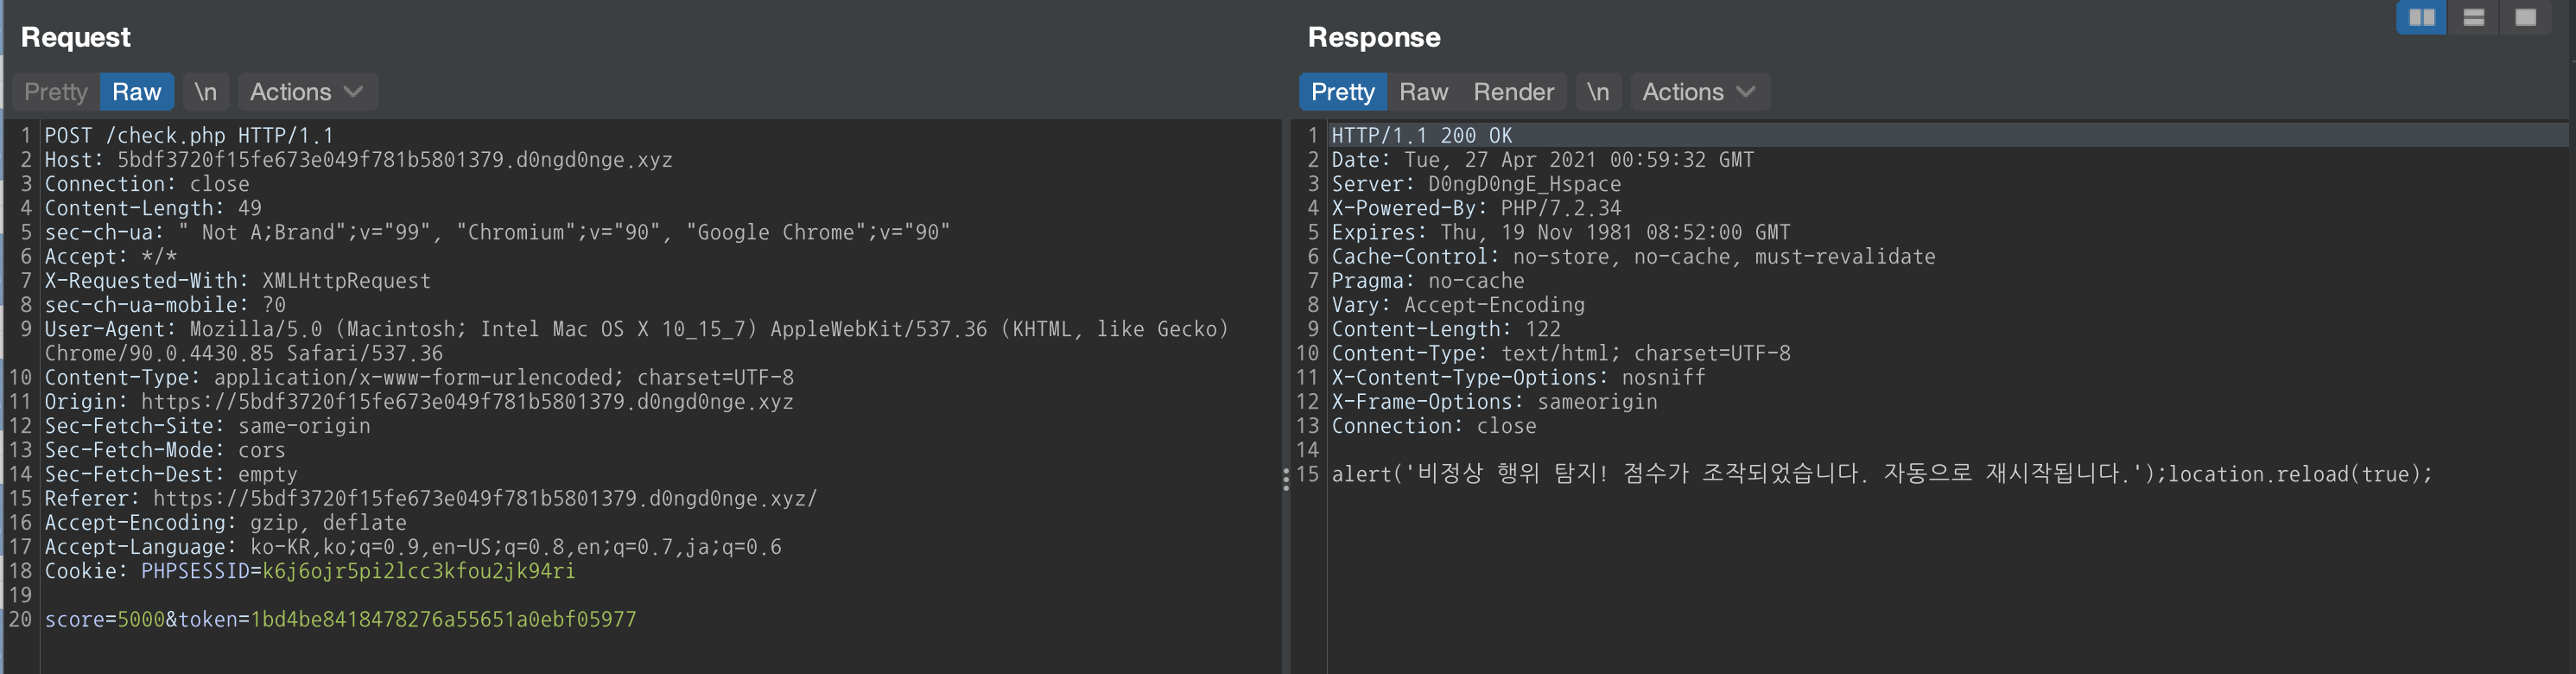 Request
Pretty Raw \n Actions
1 POST /check.php HTTP/1.1
2 Host: 5bdf3720f15fe673e049f781b5801379.d0ngd0nge.xyz
3 Connection: close
4 Content-Length: 49
5 sec-ch-ua: " Not A;Brand";v="99", "Chromium";v="90", "Google Chrome";v="90"
6 Accept: */*
7 X-Requested-With: XMLHttpRequest
8 sec-ch-ua-mobile: ?0
9 User-Agent: Mozilla/5.0 (Macintosh; Intel Mac OS X 10_15_7) AppleWebKit/537.36 (KHTML, like Gecko)
Chrome/90.0.4430.85 Safari/537.36
10 Content-Type: application/x-www-form-urlencoded; charset=UTF-8
11 Origin: https://5bdf3720f15fe673e049f781b5801379.d0ngd0nge.xyz
12 Sec-Fetch-Site: same-origin
13 Sec-Fetch-Mode: cors
14 Sec-Fetch-Dest: empty
15 Referer: https://5bdf3720f15fe673e049f781b5801379.d0ngd0nge.xyz/
16 Accept-Encoding: gzip, deflate
17 Accept-Language: ko-KR,ko;q=0.9,en-US;q=0.8,en;q=0.7,ja;q=0.6
18 Cookie: PHPSESSID=k6j6ojr5pi2lcc3kfou2jk94ri
19
20 score=5000&token=1bd4be8418478276a55651a0ebf05977
Response
Pretty Raw Render \n Actions
1 HTTP/1.1 200 OK
2 Date: Tue, 27 Apr 2021 00:59:32 GMT
3 Server: D0ngD0ngE_Hspace
4 X-Powered-By: PHP/7.2.34
5 Expires: Thu, 19 Nov 1981 08:52:00 GMT
6 Cache-Control: no-store, no-cache, must-revalidate
7 Pragma: no-cache
8 Vary: Accept-Encoding
9 Content-Length: 122
10 Content-Type: text/html; charset=UTF-8
11 X-Content-Type-Options: nosniff
12 X-Frame-Options: sameorigin
13 Connection: close
14
15 alert('비정상 행위 탐지! 점수가 조작되었습니다. 자동으로 재시작됩니다.');location.reload(true);